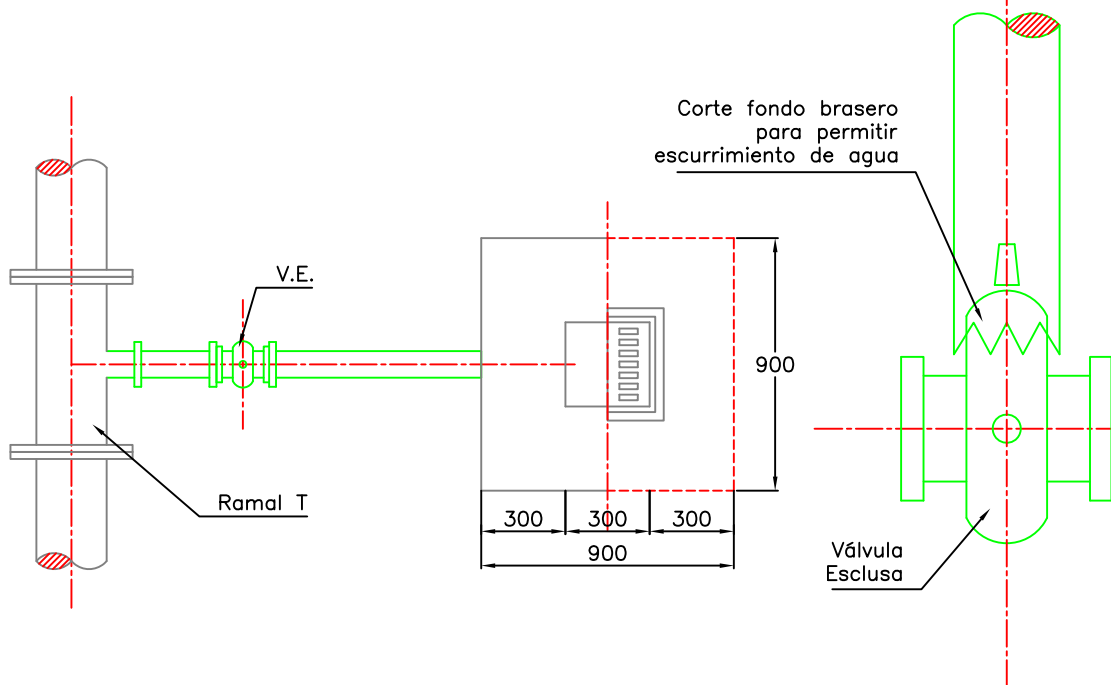 Corte fondo brasero
para permitir
escurrimiento de agua
V.E.
900
Ramal T
300
300
300
900
Válvula
Esclusa